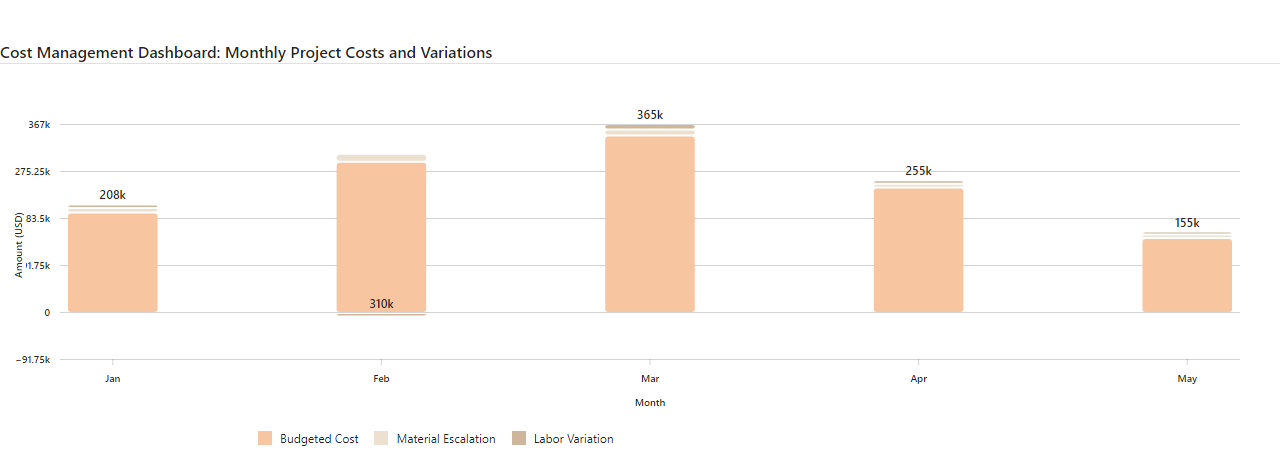 Cost Management Dashboard: Monthly Project Costs and Variations
365k
367k
275.25k
255k
208k
83.5k
155k
Amount (USD)
1.75k
310k
0
−91.75k
Jan Feb Mar Apr May
Month
Budgeted Cost Material Escalation Labor Variation